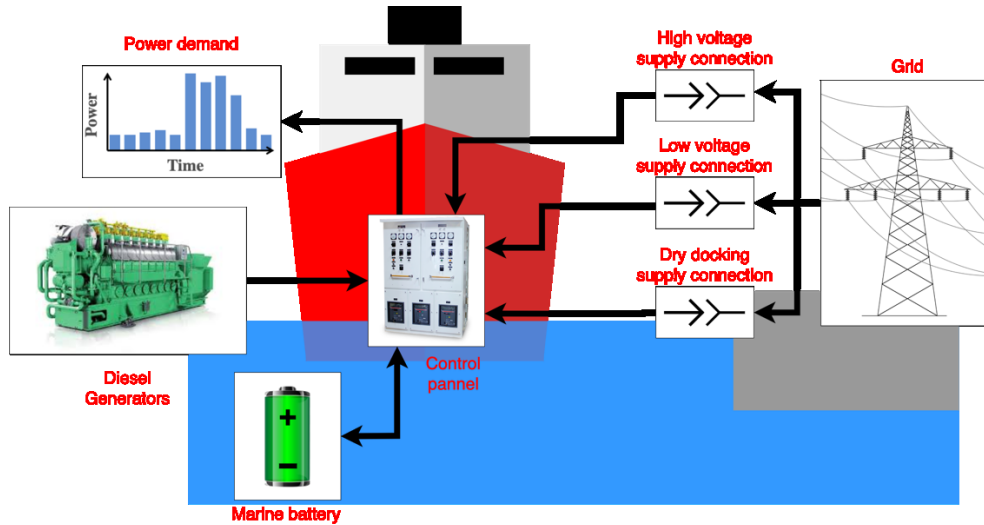 Power demand
Power
Time
HIgh voltage
supply connection
Grid
Low voltage
supply connection
Dry docking
supply connection
Diesel
Generators
Control
pannel
+
−
Marine battery